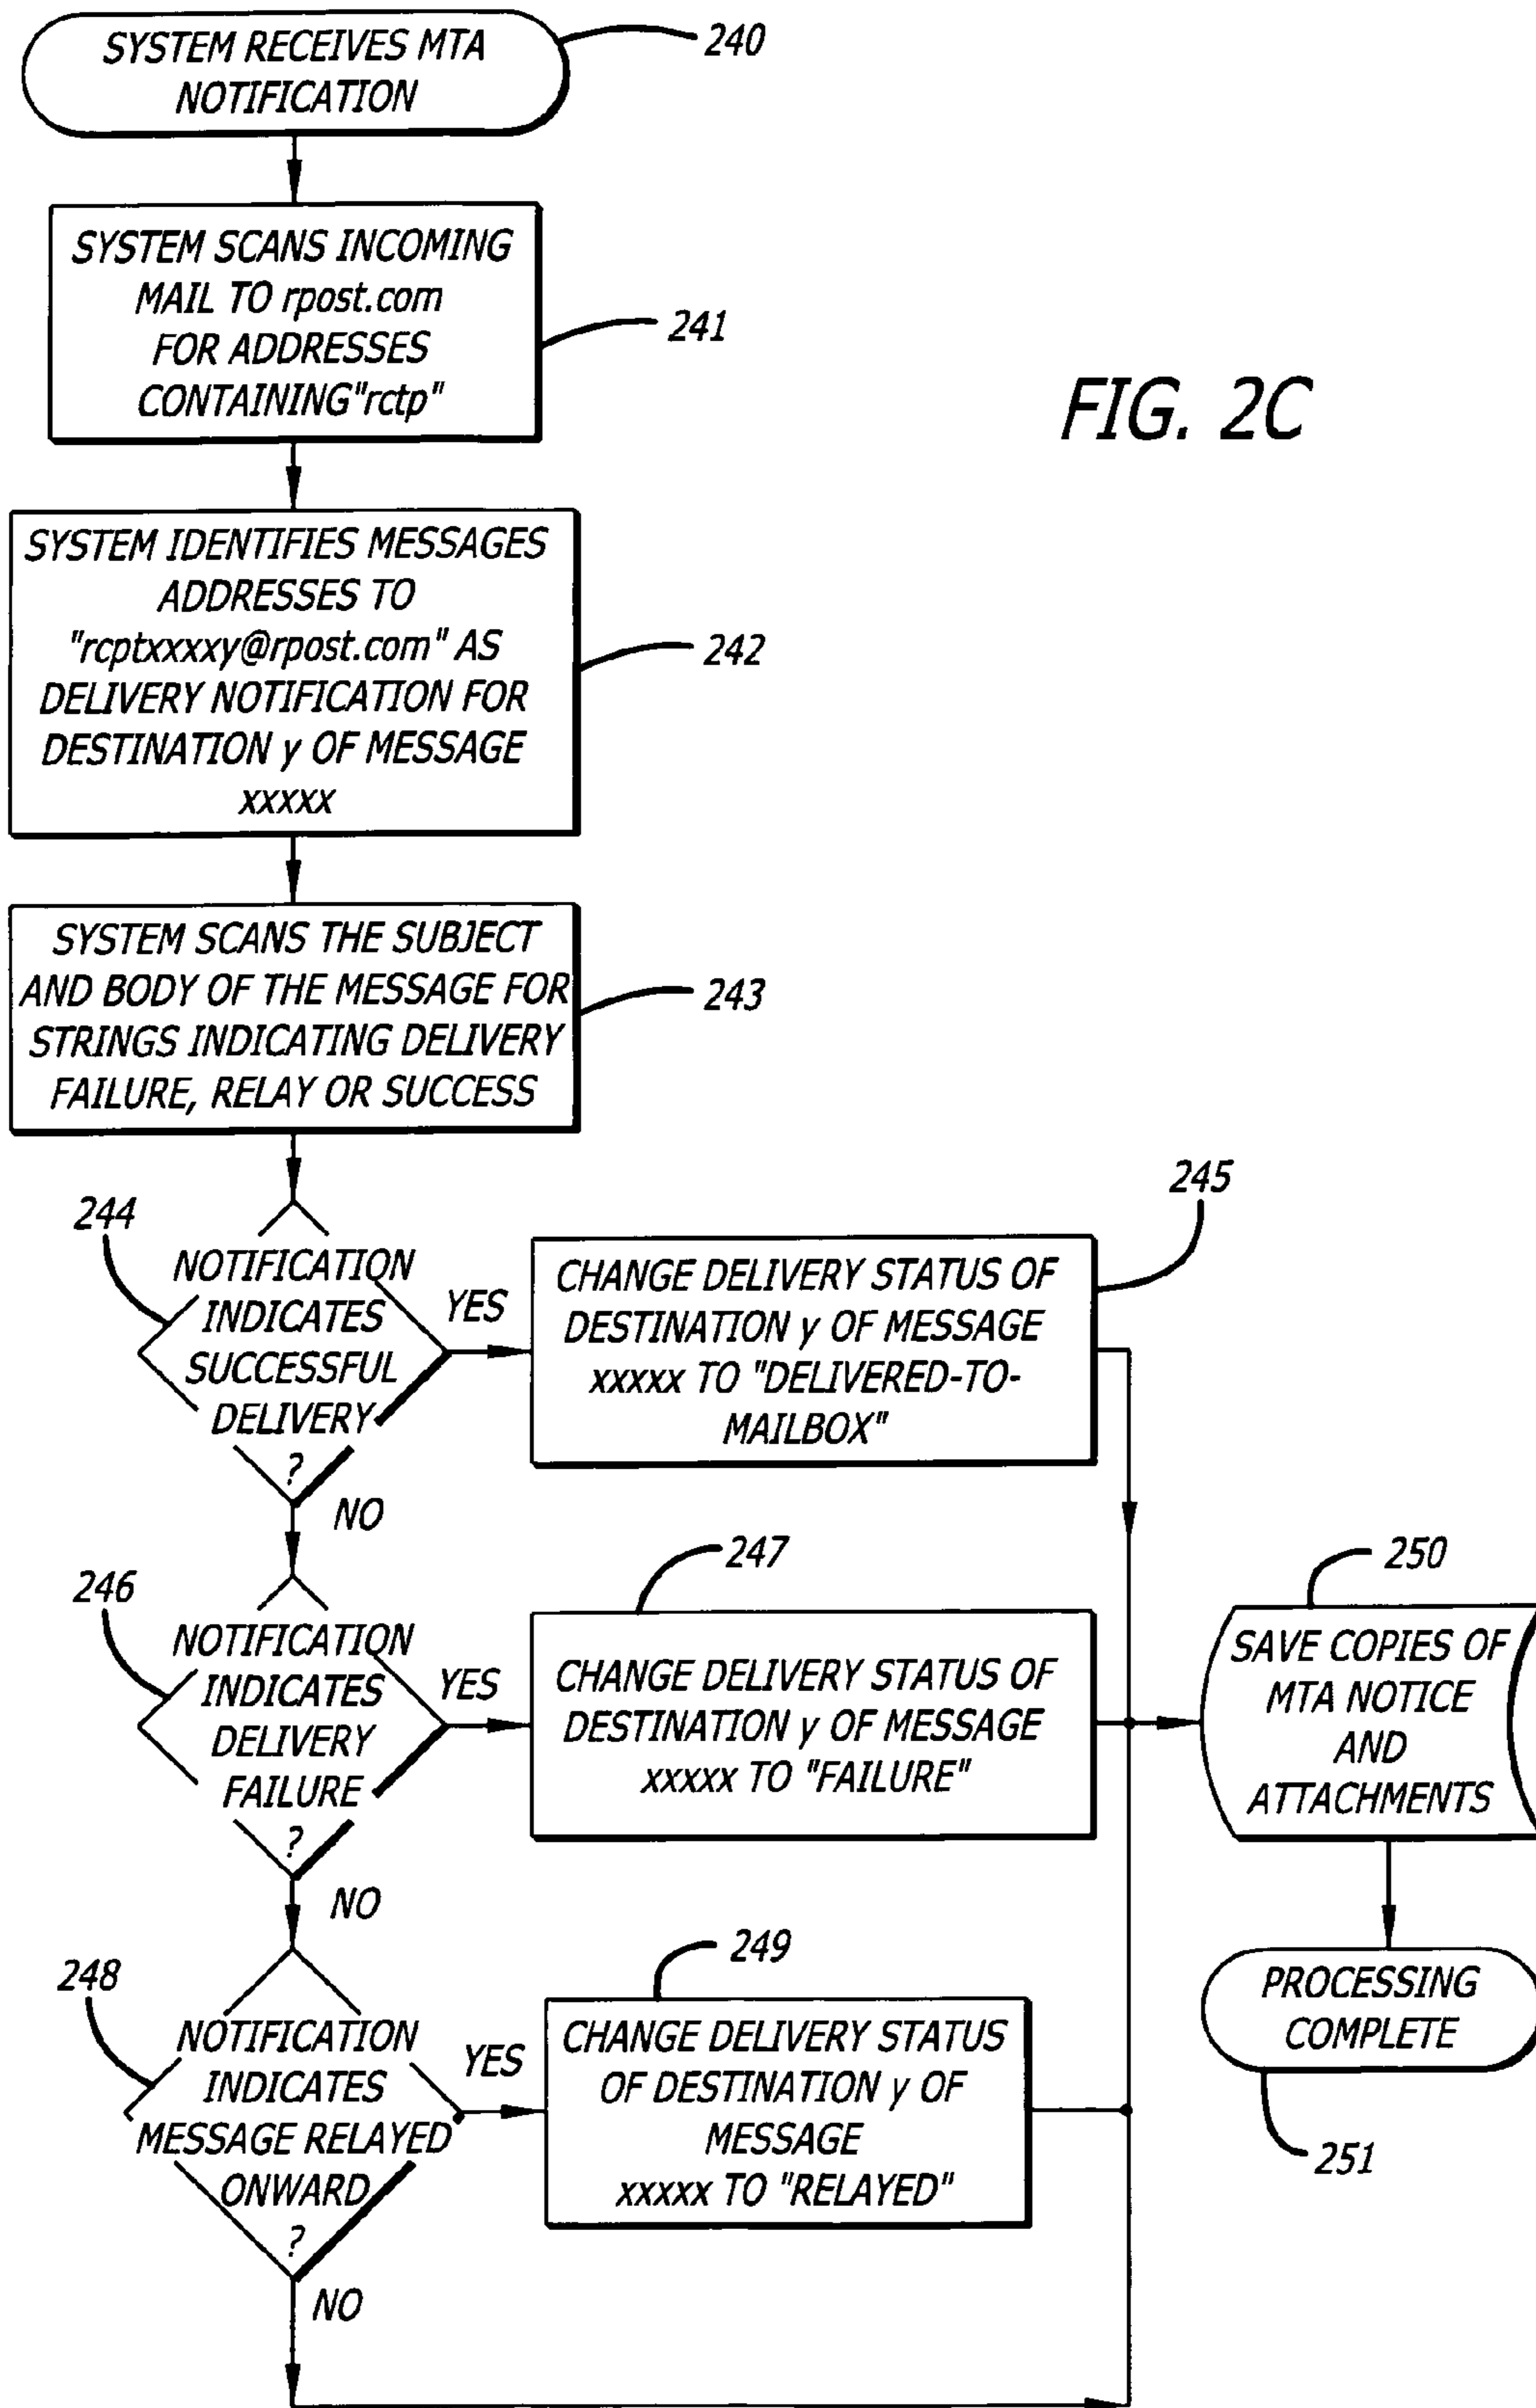 SYSTEM RECEIVES MTA
NOTIFICATION
240
SYSTEM SCANS INCOMING
MAIL TO rpost.com
FOR ADDRESSES
CONTAINING"rctp"
241
FIG. 2C
SYSTEM IDENTIFIES MESSAGES
ADDRESSES TO
"rcptxxxxy@rpost.com" AS
DELIVERY NOTIFICATION FOR
DESTINATION y OF MESSAGE
xxxxx
242
SYSTEM SCANS THE SUBJECT
AND BODY OF THE MESSAGE FOR
STRINGS INDICATING DELIVERY
FAILURE, RELAY OR SUCCESS
243
244
NOTIFICATION
INDICATES
SUCCESSFUL
DELIVERY
?
YES
NO
245
CHANGE DELIVERY STATUS OF
DESTINATION y OF MESSAGE
xxxxx TO "DELIVERED-TO-
MAILBOX"
246
NOTIFICATION
INDICATES
DELIVERY
FAILURE
?
YES
NO
247
CHANGE DELIVERY STATUS OF
DESTINATION y OF MESSAGE
xxxxx TO "FAILURE"
250
SAVE COPIES OF
MTA NOTICE
AND
ATTACHMENTS
248
NOTIFICATION
INDICATES
MESSAGE RELAYED
ONWARD
?
YES
NO
249
CHANGE DELIVERY STATUS
OF DESTINATION y OF
MESSAGE
xxxxx TO "RELAYED"
PROCESSING
COMPLETE
251